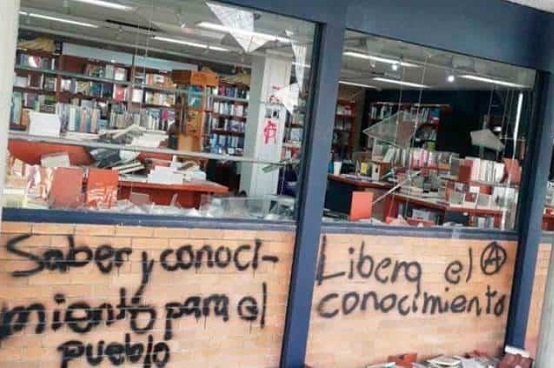 Saber y conoci-
miento para el
pueblo
Libera el Ⓐ
conocimiento